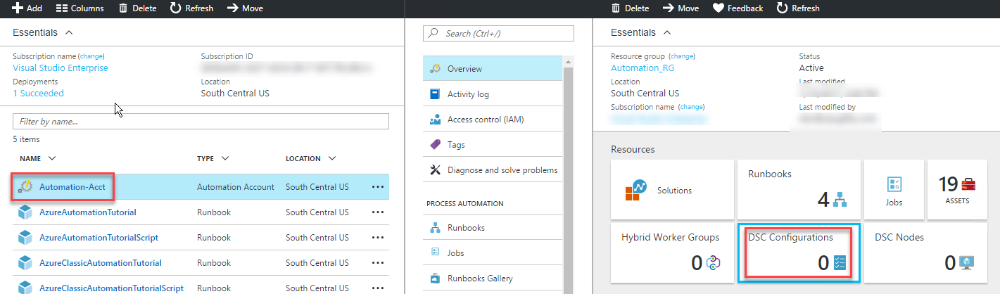 Add Columns Delete Refresh Move
Essentials
Subscription name (change)
Visual Studio Enterprise
Subscription ID
Deployments
1 Succeeded
Location
South Central US
Filter by name...
5 items
NAME TYPE LOCATION
Automation-Acct Automation Account South Central US ...
AzureAutomationTutorial Runbook South Central US ...
AzureAutomationTutorialScript Runbook South Central US ...
AzureClassicAutomationTutorial Runbook South Central US ...
AzureClassicAutomationTutorialScript Runbook South Central US ...
Search (Ctrl+/)
Overview
Activity log
Access control (IAM)
Tags
Diagnose and solve problems
PROCESS AUTOMATION
Runbooks
Jobs
Runbooks Gallery
Delete Move Feedback Refresh
Essentials
Resource group (change)
Automation_RG
Status
Active
Location
South Central US
Last modified
Subscription name (change)
Last modified by
Resources
Solutions
Runbooks
4
Jobs
19
ASSETS
Hybrid Worker Groups
0
DSC Configurations
0
DSC Nodes
0